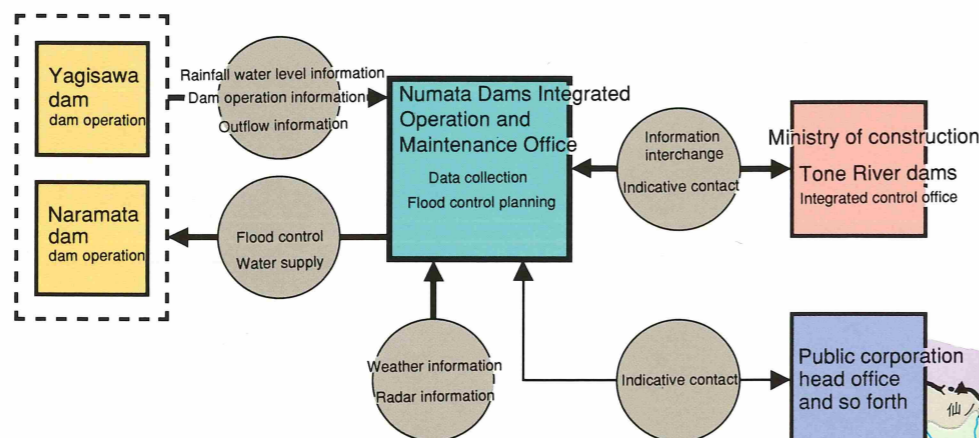 Yagisawa
dam
dam operation
Naramata
dam
dam operation
Rainfall water level information
Dam operation information
Outflow information
Flood control
Water supply
Numata Dams Integrated
Operation and
Maintenance Office
Data collection
Flood control planning
Weather information
Radar information
Information
interchange
Indicative contact
Ministry of construction
Tone River dams
Integrated control office
Indicative contact
Public corporation
head office
and so forth
仙ノ